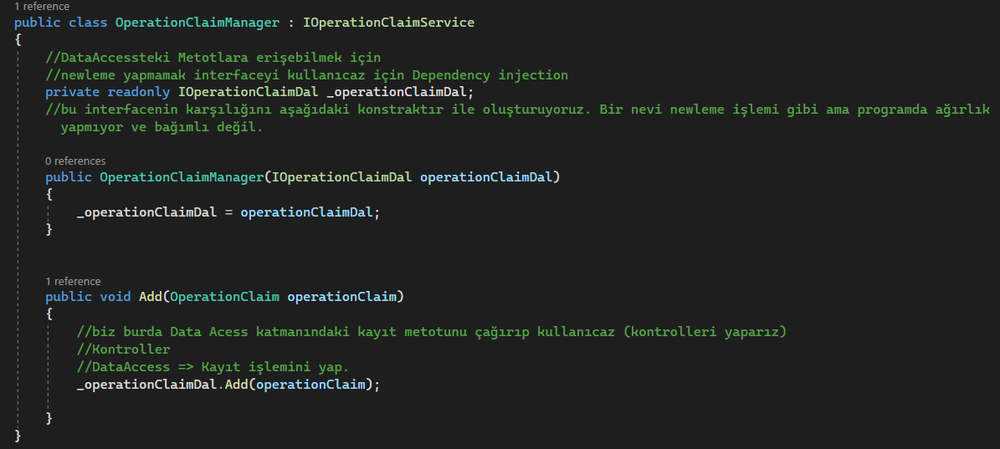 1 reference
public class OperationClaimManager : IOperationClaimService
{
//DataAccessteki Metotlara erişebilmek için
//newleme yapmamak interfaceyi kullanıcaz için Dependency injection
private readonly IOperationClaimDal _operationClaimDal;
//bu interfacenin karşılığını aşağıdaki konstraktır ile oluşturuyoruz. Bir nevi newleme işlemi gibi ama programda ağırlık
yapmıyor ve bağımlı değil.
0 references
public OperationClaimManager(IOperationClaimDal operationClaimDal)
{
_operationClaimDal = operationClaimDal;
}
1 reference
public void Add(OperationClaim operationClaim)
{
//biz burda Data Acess katmanındaki kayıt metotunu çağırıp kullanıcaz (kontrolleri yaparız)
//Kontroller
//DataAccess => Kayıt işlemini yap.
_operationClaimDal.Add(operationClaim);
}
}